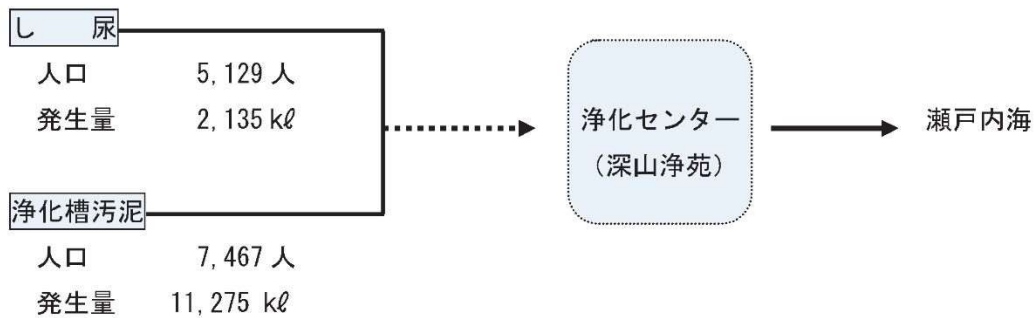 し　　尿
人口　5,129 人
発生量　2,135 kℓ
浄化槽汚泥
人口　7,467 人
発生量　11,275 kℓ
浄化センター
（深山浄苑）
瀬戸内海